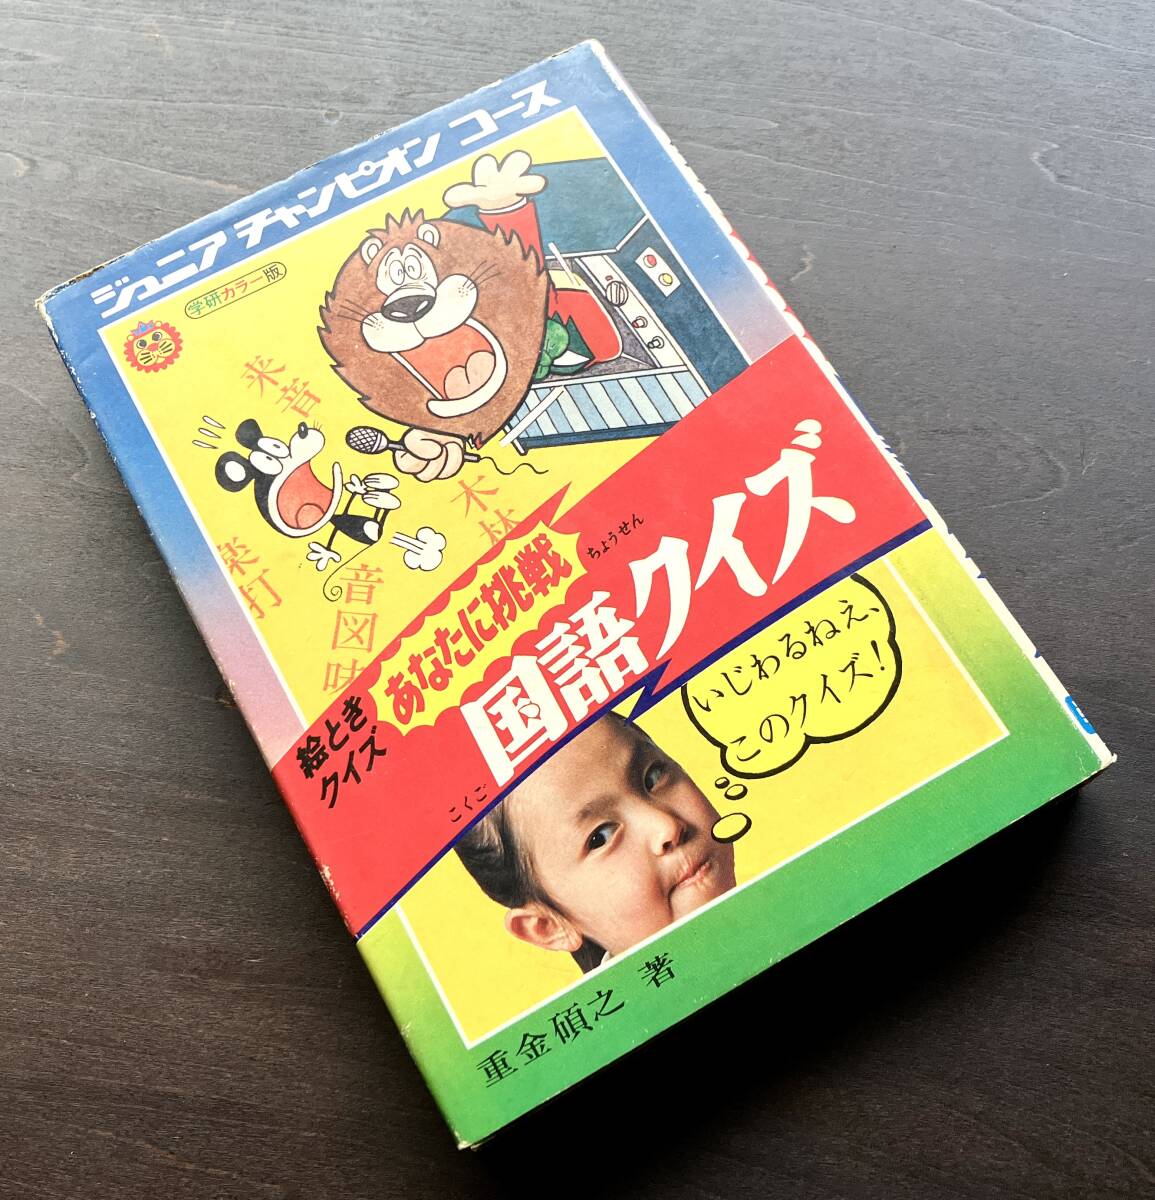 ジュニア チャンピオン コース
学研カラー版
来音
木林
楽打
音図味
絵とき
クイズ
あなたに挑戦
ちょうせん
国語クイズ
こくご
いじわるねえ、
このクイズ!
重金碩之 著